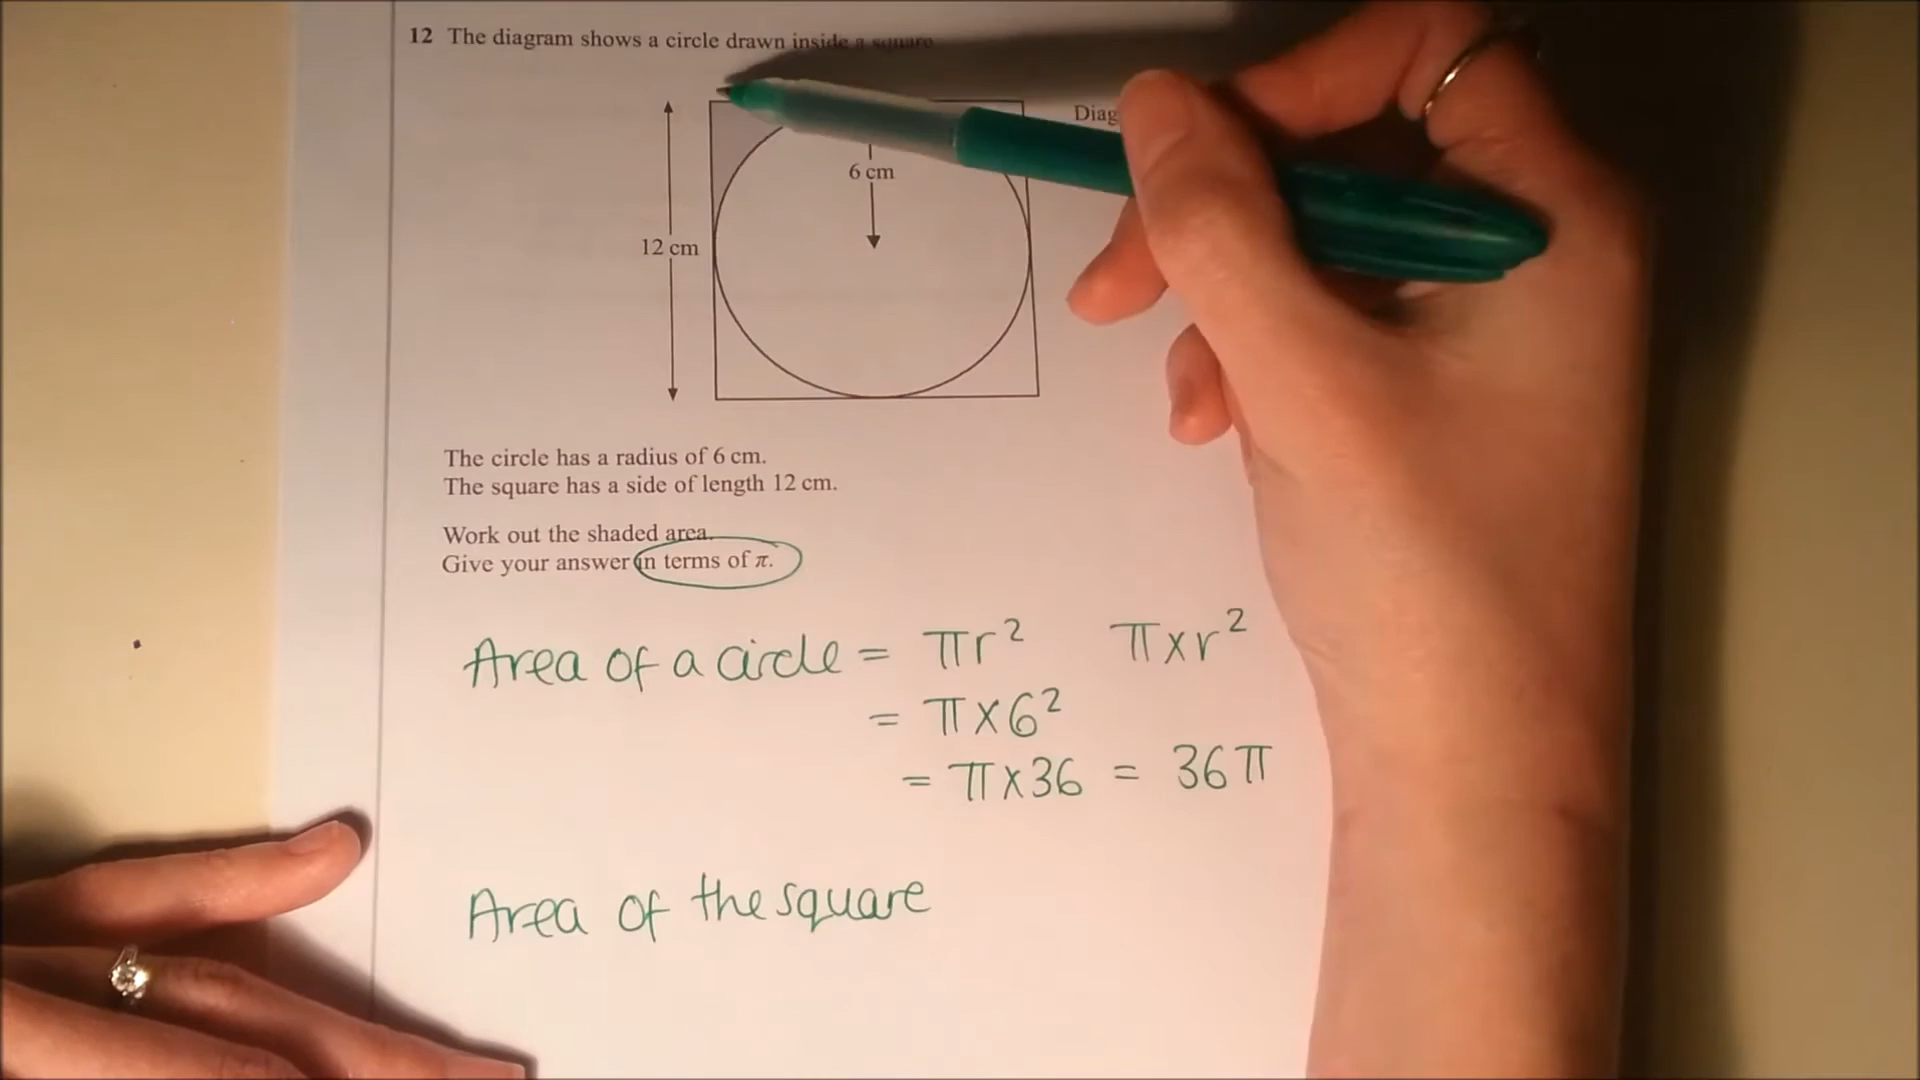 12 The diagram shows a circle drawn inside a square
Diag
6 cm
12 cm
The circle has a radius of 6 cm.
The square has a side of length 12 cm.
Work out the shaded area.
Give your answer in terms of π.
Area of a circle = πr² π×r²
= π×6²
= π×36 = 36π
Area of the square